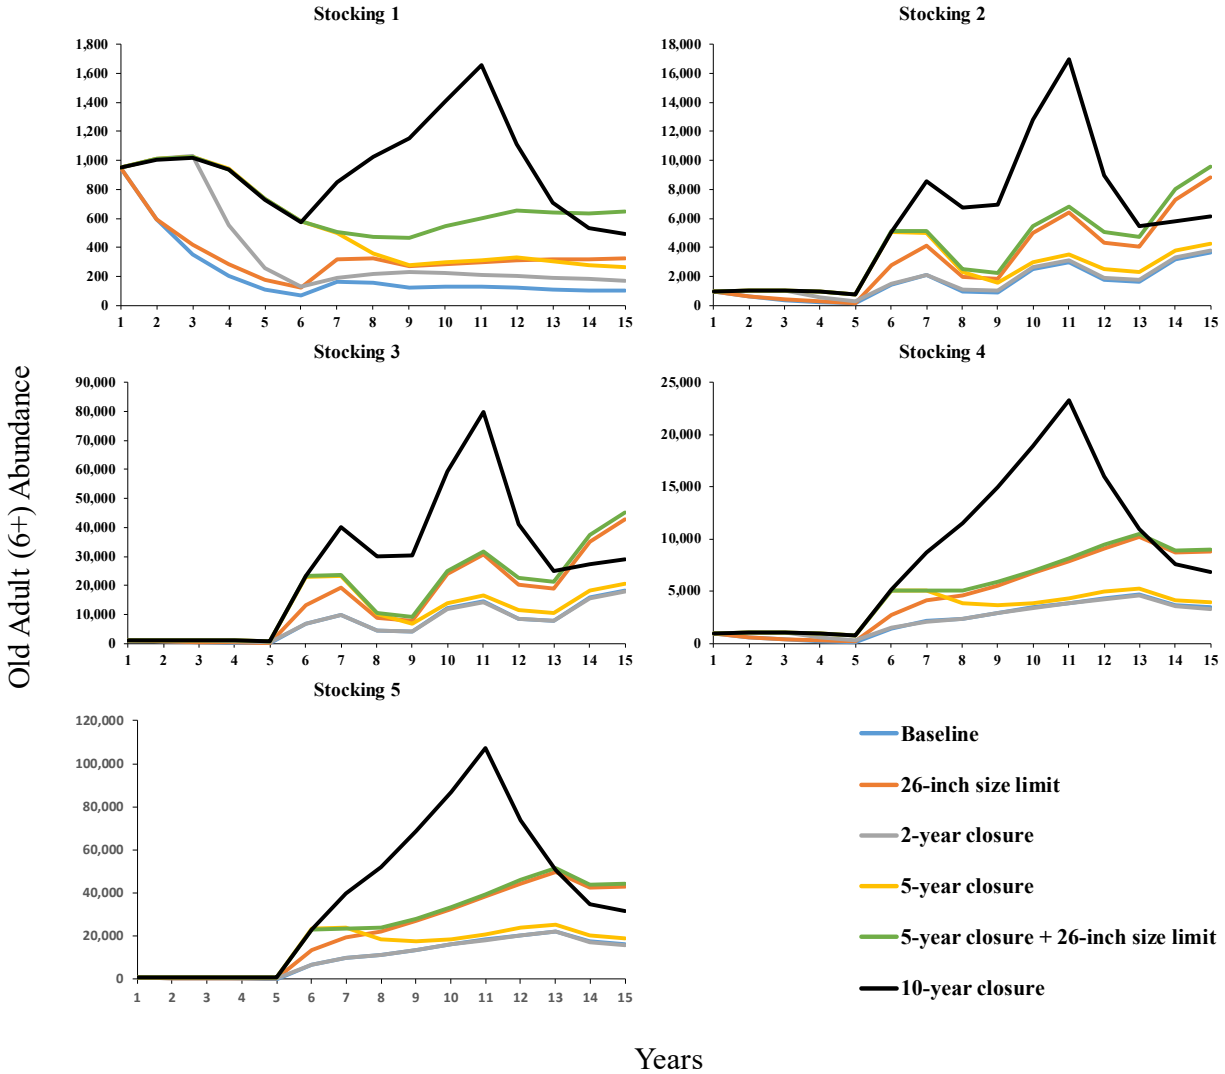 Stocking 1
1,800
1,600
1,400
1,200
1,000
800
600
400
200
0
1 2 3 4 5 6 7 8 9 10 11 12 13 14 15
Stocking 2
18,000
16,000
14,000
12,000
10,000
8,000
6,000
4,000
2,000
0
1 2 3 4 5 6 7 8 9 10 11 12 13 14 15
Old Adult (6+) Abundance
Stocking 3
90,000
80,000
70,000
60,000
50,000
40,000
30,000
20,000
10,000
0
1 2 3 4 5 6 7 8 9 10 11 12 13 14 15
Stocking 4
25,000
20,000
15,000
10,000
5,000
0
1 2 3 4 5 6 7 8 9 10 11 12 13 14 15
Stocking 5
120,000
100,000
80,000
60,000
40,000
20,000
0
1 2 3 4 5 6 7 8 9 10 11 12 13 14 15
Baseline
26-inch size limit
2-year closure
5-year closure
5-year closure + 26-inch size limit
10-year closure
Years